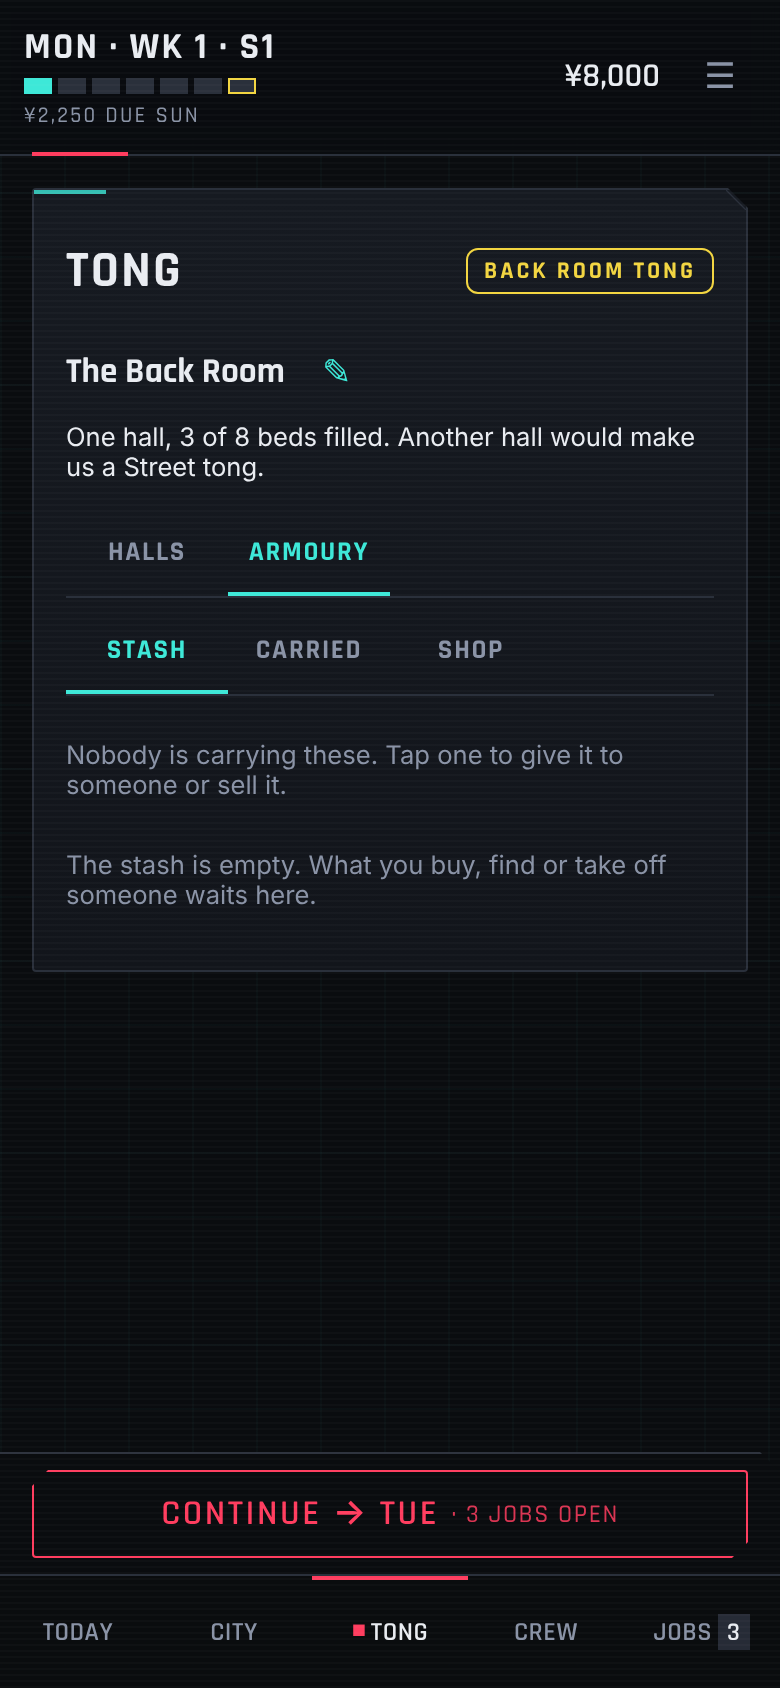 MON · WK 1 · S1
¥8,000
¥2,250 DUE SUN
TONG
BACK ROOM TONG
The Back Room
One hall, 3 of 8 beds filled. Another hall would make
us a Street tong.
HALLS ARMOURY
STASH CARRIED SHOP
Nobody is carrying these. Tap one to give it to
someone or sell it.
The stash is empty. What you buy, find or take off
someone waits here.
CONTINUE → TUE · 3 JOBS OPEN
TODAY CITY TONG CREW JOBS 3